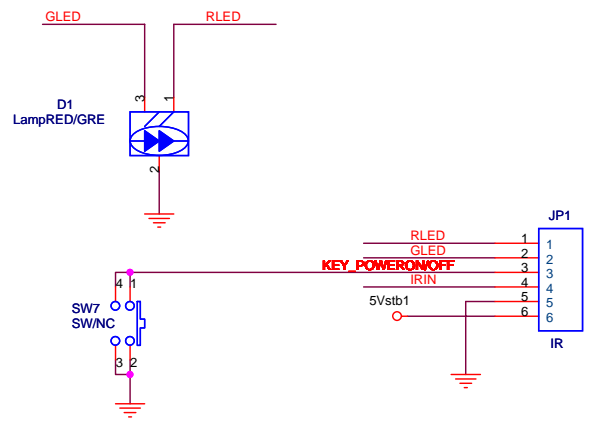 GLED
RLED
3
1
D1
LampRED/GRE
2
JP1
RLED
1
1
GLED
2
2
KEY_POWERON/OFF
3
3
IRIN
4
4
5
5
5Vstb1
6
6
4
1
SW7
SW/NC
3
2
IR